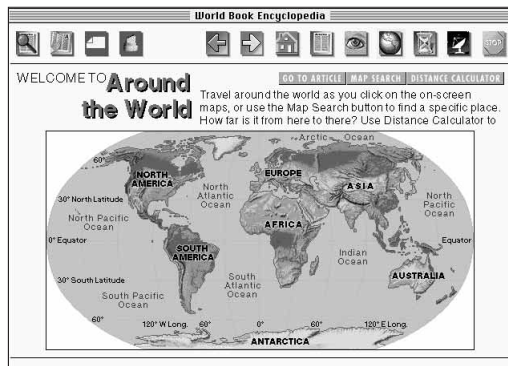 World Book Encyclopedia
STOP
WELCOME TO Around
the World
GO TO ARTICLE MAP SEARCH DISTANCE CALCULATOR
Travel around the world as you click on the on-screen
maps, or use the Map Search button to find a specific place.
How far is it from here to there? Use Distance Calculator to
Arctic Ocean
60°
NORTH
AMERICA
EUROPE
ASIA
North
Atlantic
Ocean
North
Pacific
Ocean
30° North Latitude
North Pacific
Ocean
AFRICA
0° Equator
Equator
SOUTH
AMERICA
Indian
Ocean
30° South Latitude
South
Atlantic
Ocean
AUSTRALIA
South Pacific
Ocean
60°
120° W Long.
60°
0°
60°
120° E Long.
ANTARCTICA